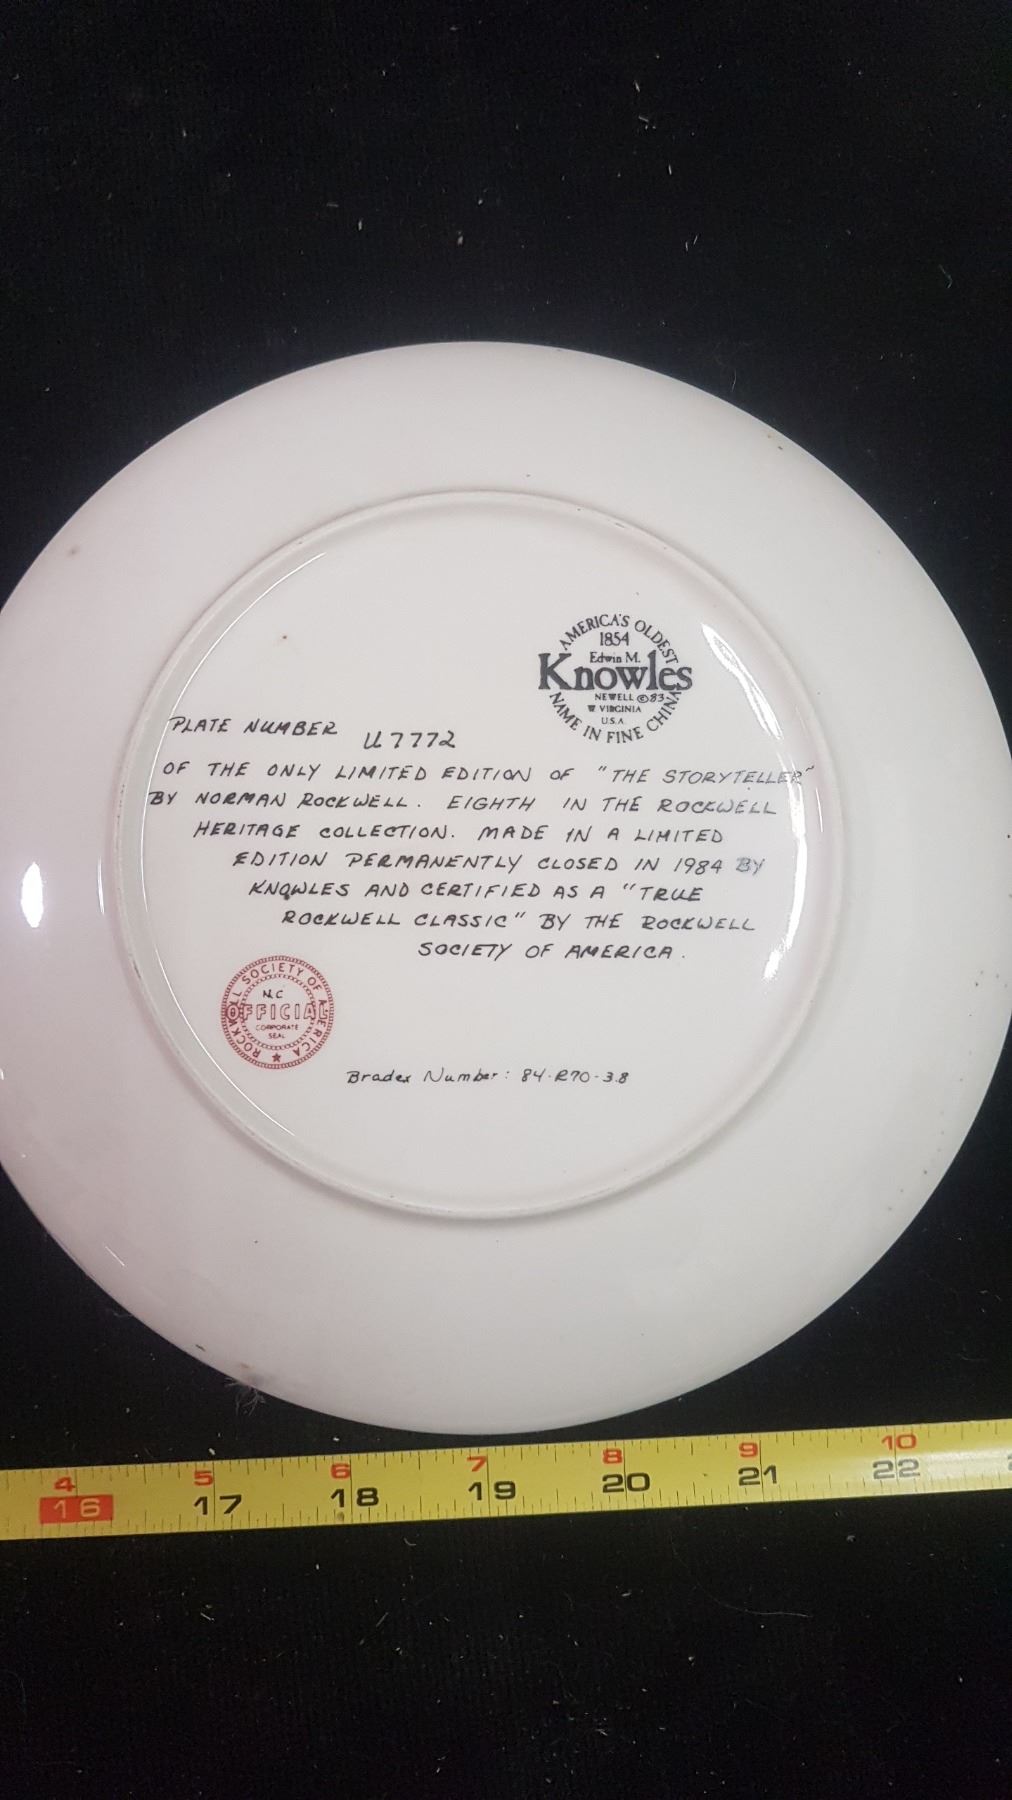 AMERICA'S OLDEST
1854
Edwin M.
Knowles
NEWELL ©83
W VIRGINIA
U.S.A.
NAME IN FINE CHINA
PLATE NUMBER U7772
OF THE ONLY LIMITED EDITION OF "THE STORYTELLER"
BY NORMAN ROCKWELL. EIGHTH IN THE ROCKWELL
HERITAGE COLLECTION. MADE IN A LIMITED
EDITION PERMANENTLY CLOSED IN 1984 BY
KNOWLES AND CERTIFIED AS A "TRUE
ROCKWELL CLASSIC" BY THE ROCKWELL
SOCIETY OF AMERICA.
ROCKWELL SOCIETY OF AMERICA
N.C
OFFICIAL
CORPORATE
SEAL
Bradex Number: 84-R70-3.8
4 5 6 7 8 9 10
16 17 18 19 20 21 22